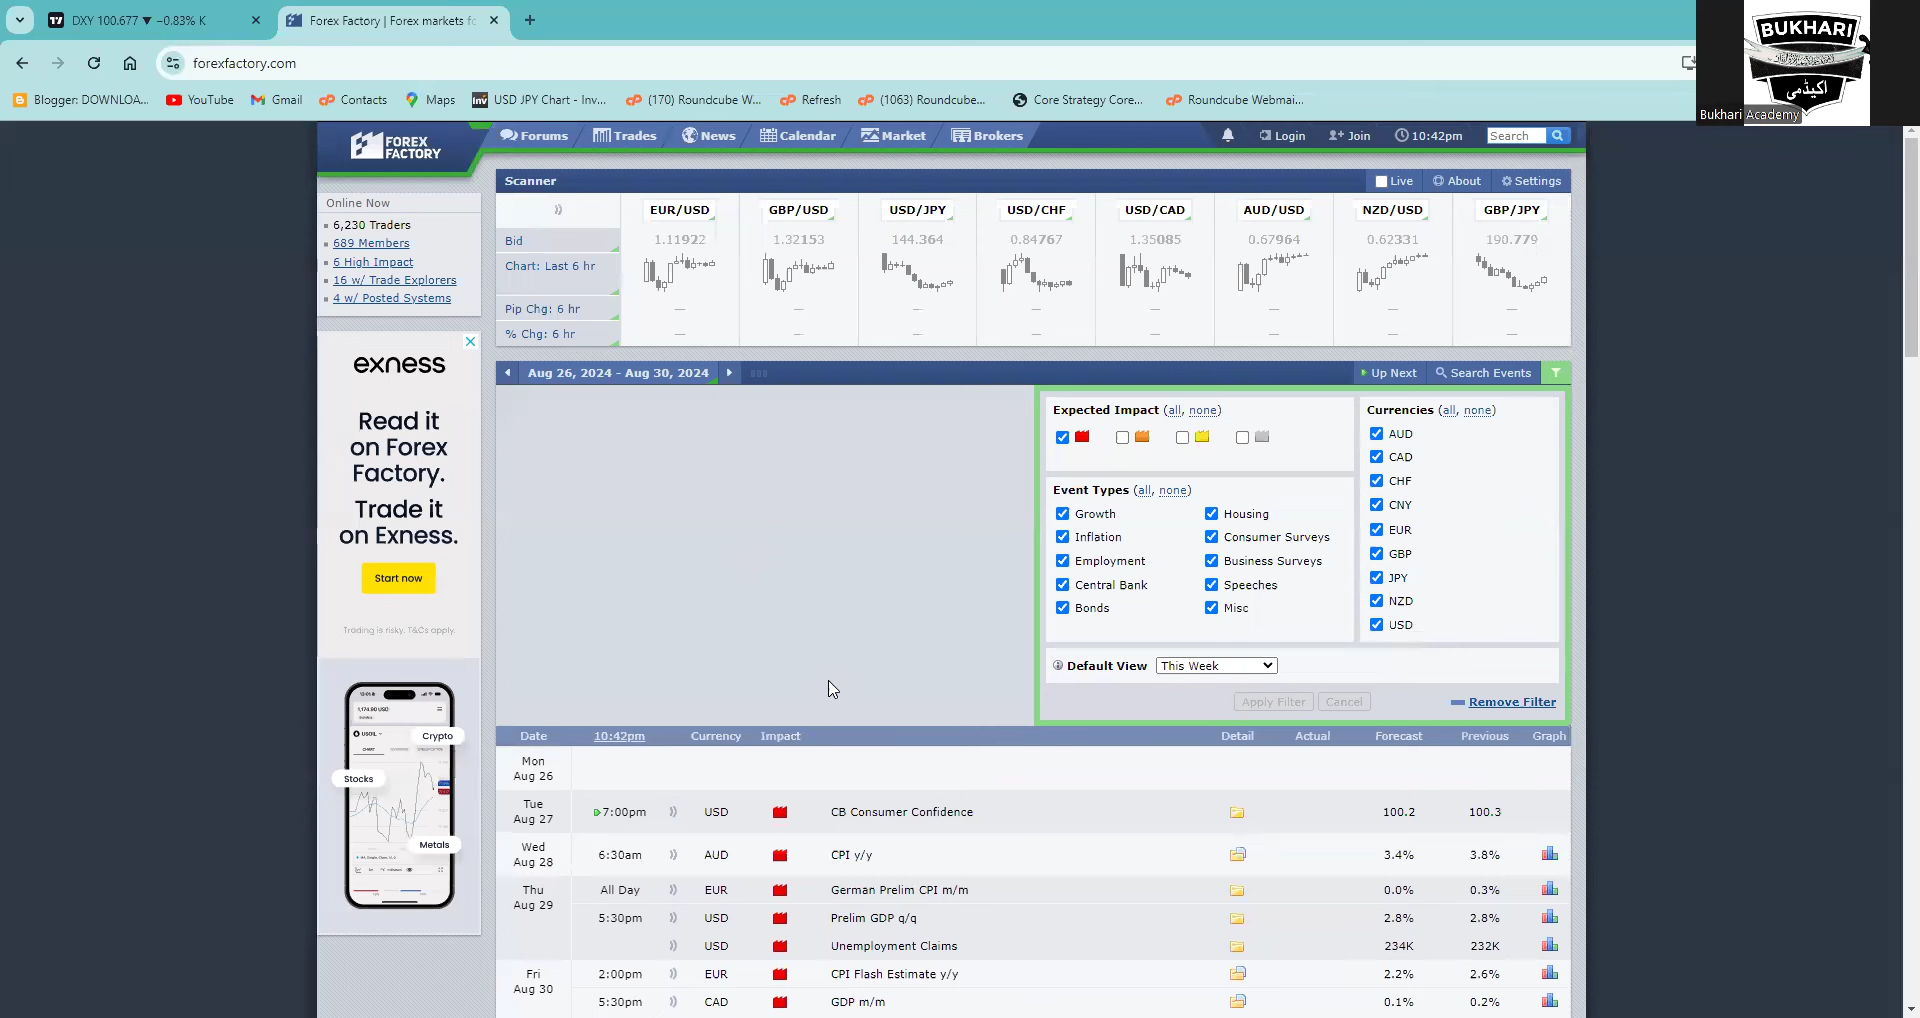 DXY 100.677 ▼ −0.83% K
Forex Factory | Forex markets fo
forexfactory.com
Blogger: DOWNLOA...
YouTube
Gmail
Contacts
Maps
USD JPY Chart - Inv...
(170) Roundcube W...
Refresh
(1063) Roundcube...
Core Strategy Core...
Roundcube Webmai...
BUKHARI
اکیڈمی
Bukhari Academy
FOREX
FACTORY
Forums
Trades
News
Calendar
Market
Brokers
Login
Join
10:42pm
Search
Online Now
6,230 Traders
689 Members
6 High Impact
16 w/ Trade Explorers
4 w/ Posted Systems
Scanner
Live
About
Settings
EUR/USD GBP/USD USD/JPY USD/CHF USD/CAD AUD/USD NZD/USD GBP/JPY
Bid 1.11922 1.32153 144.364 0.84767 1.35085 0.67964 0.62331 190.779
Chart: Last 6 hr
Pip Chg: 6 hr — — — — — — — —
% Chg: 6 hr — — — — — — — —
exness
Read it
on Forex
Factory.
Trade it
on Exness.
Start now
Trading is risky. T&Cs apply.
1,174.90 USD
USOIL
Crypto
Stocks
Metals
Aug 26, 2024 - Aug 30, 2024
Up Next
Search Events
Expected Impact (all, none)
Event Types (all, none)
Growth
Housing
Inflation
Consumer Surveys
Employment
Business Surveys
Central Bank
Speeches
Bonds
Misc
Currencies (all, none)
AUD
CAD
CHF
CNY
EUR
GBP
JPY
NZD
USD
Default View This Week
Apply Filter
Cancel
Remove Filter
Date 10:42pm Currency Impact Detail Actual Forecast Previous Graph
Mon
Aug 26
Tue
Aug 27
7:00pm USD CB Consumer Confidence 100.2 100.3
Wed
Aug 28
6:30am AUD CPI y/y 3.4% 3.8%
Thu
Aug 29
All Day EUR German Prelim CPI m/m 0.0% 0.3%
5:30pm USD Prelim GDP q/q 2.8% 2.8%
USD Unemployment Claims 234K 232K
Fri
Aug 30
2:00pm EUR CPI Flash Estimate y/y 2.2% 2.6%
5:30pm CAD GDP m/m 0.1% 0.2%